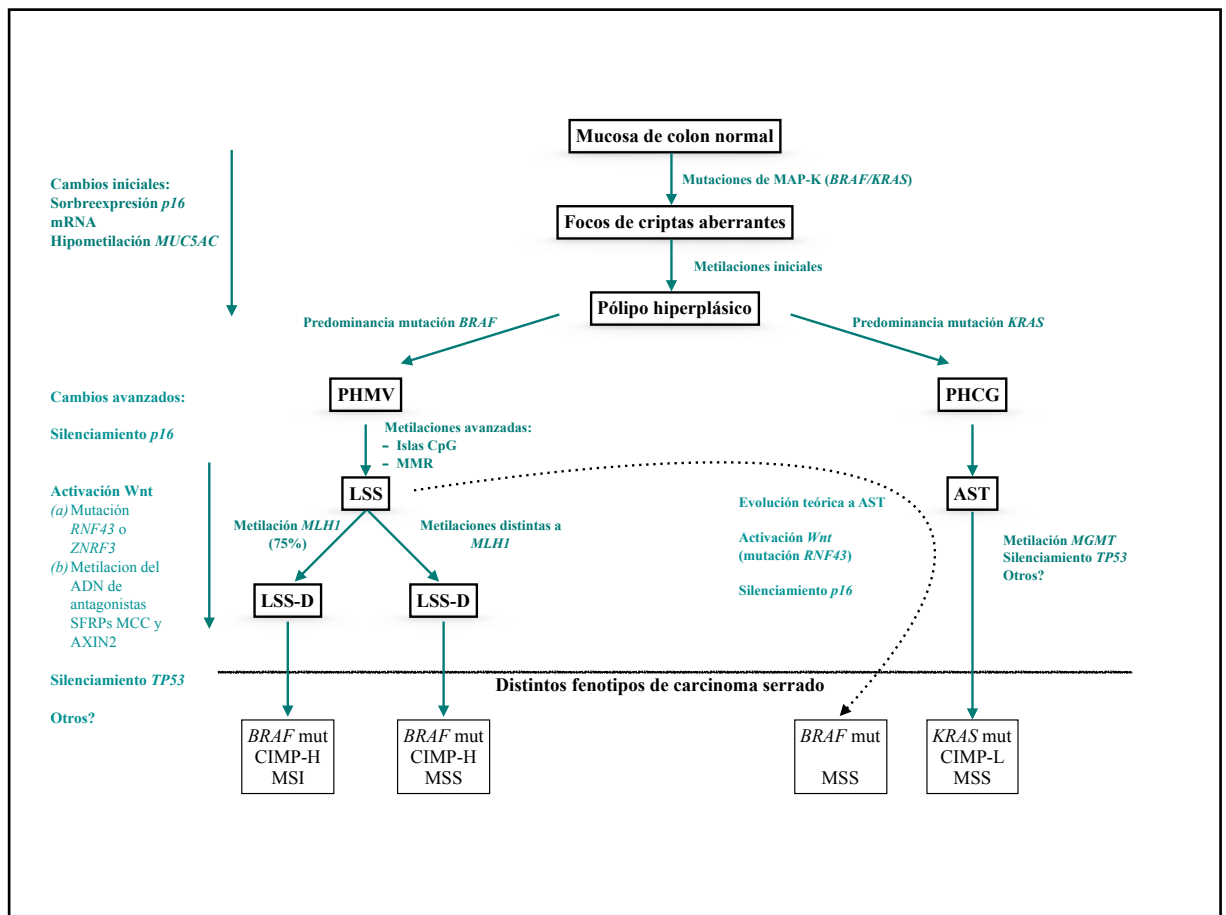 Mucosa de colon normal
Mutaciones de MAP-K (BRAF/KRAS)
Cambios iniciales:
Sorbreexpresión p16
mRNA
Hipometilación MUC5AC
Focos de criptas aberrantes
Metilaciones iniciales
Pólipo hiperplásico
Predominancia mutación BRAF
Predominancia mutación KRAS
PHMV
PHCG
Cambios avanzados:
Silenciamiento p16
Metilaciones avanzadas:
- Islas CpG
- MMR
LSS
AST
Activación Wnt
(a) Mutación
RNF43 o
ZNRF3
(b) Metilacion del
ADN de
antagonistas
SFRPs MCC y
AXIN2
Metilación MLH1
(75%)
Metilaciones distintas a
MLH1
Evolución teórica a AST
Activación Wnt
(mutación RNF43)
Silenciamiento p16
Metilación MGMT
Silenciamiento TP53
Otros?
LSS-D
LSS-D
Silenciamiento TP53
Otros?
Distintos fenotipos de carcinoma serrado
BRAF mut
CIMP-H
MSI
BRAF mut
CIMP-H
MSS
BRAF mut
MSS
KRAS mut
CIMP-L
MSS